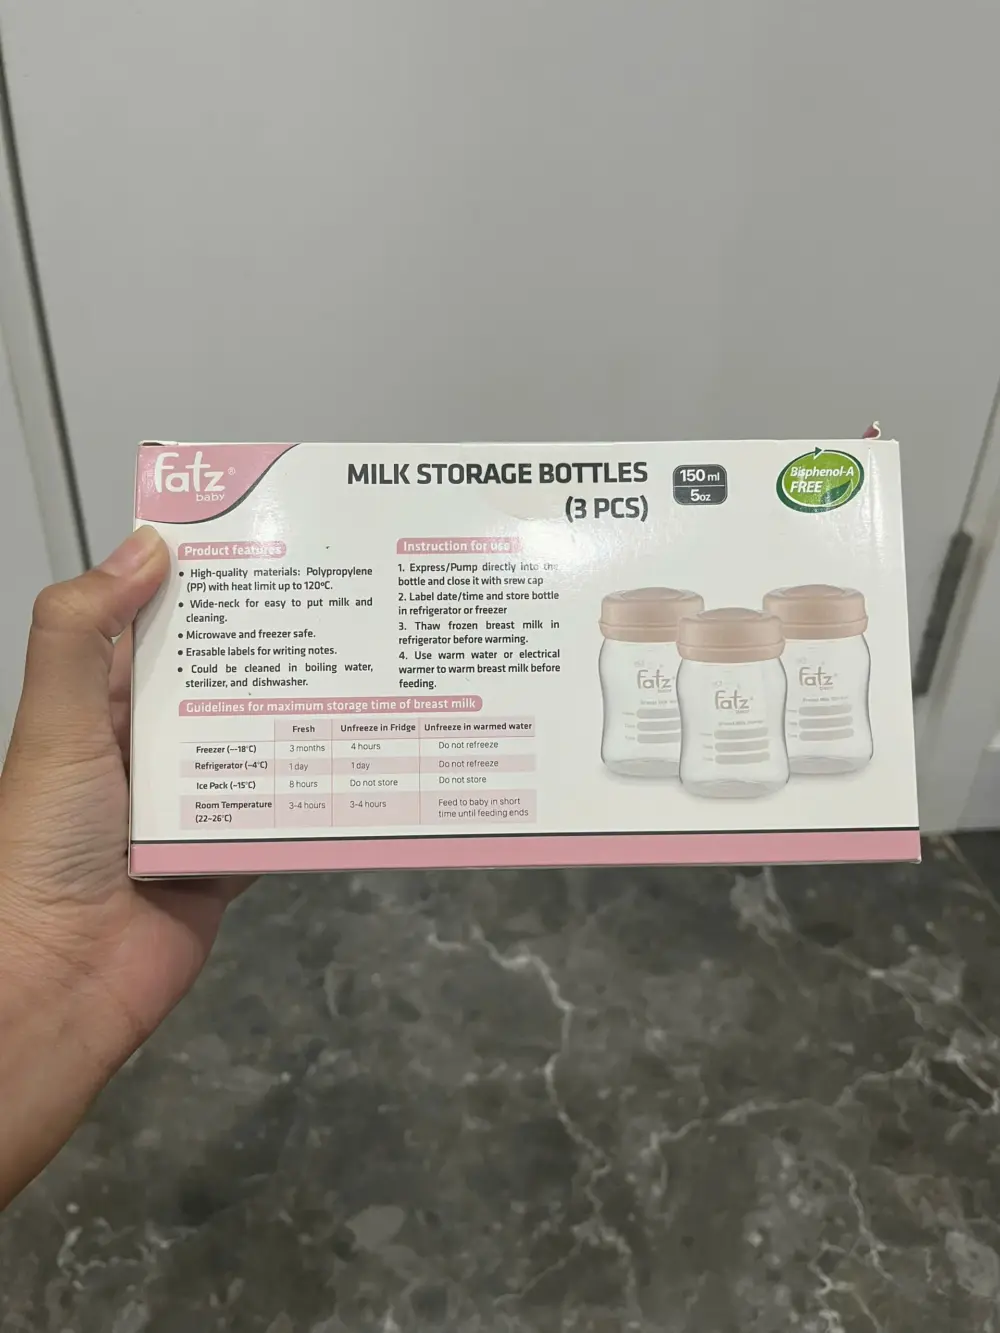 fatz®
baby
MILK STORAGE BOTTLES
(3 PCS)
150 ml
5oz
Bisphenol-A
FREE
Product features
• High-quality materials: Polypropylene
(PP) with heat limit up to 120ºC.
• Wide-neck for easy to put milk and
cleaning.
• Microwave and freezer safe.
• Erasable labels for writing notes.
• Could be cleaned in boiling water,
sterilizer, and dishwasher.
Instruction for use
1. Express/Pump directly into the
bottle and close it with srew cap
2. Label date/time and store bottle
in refrigerator or freezer
3. Thaw frozen breast milk in
refrigerator before warming.
4. Use warm water or electrical
warmer to warm breast milk before
feeding.
Guidelines for maximum storage time of breast milk
Fresh Unfreeze in Fridge Unfreeze in warmed water
Freezer (~-18°C) 3 months 4 hours Do not refreeze
Refrigerator (~4°C) 1 day 1 day Do not refreeze
Ice Pack (~15°C) 8 hours Do not store Do not store
Room Temperature 3-4 hours 3-4 hours Feed to baby in short
(22-26°C) time until feeding ends
fatz
baby
fatz
baby
fatz
baby